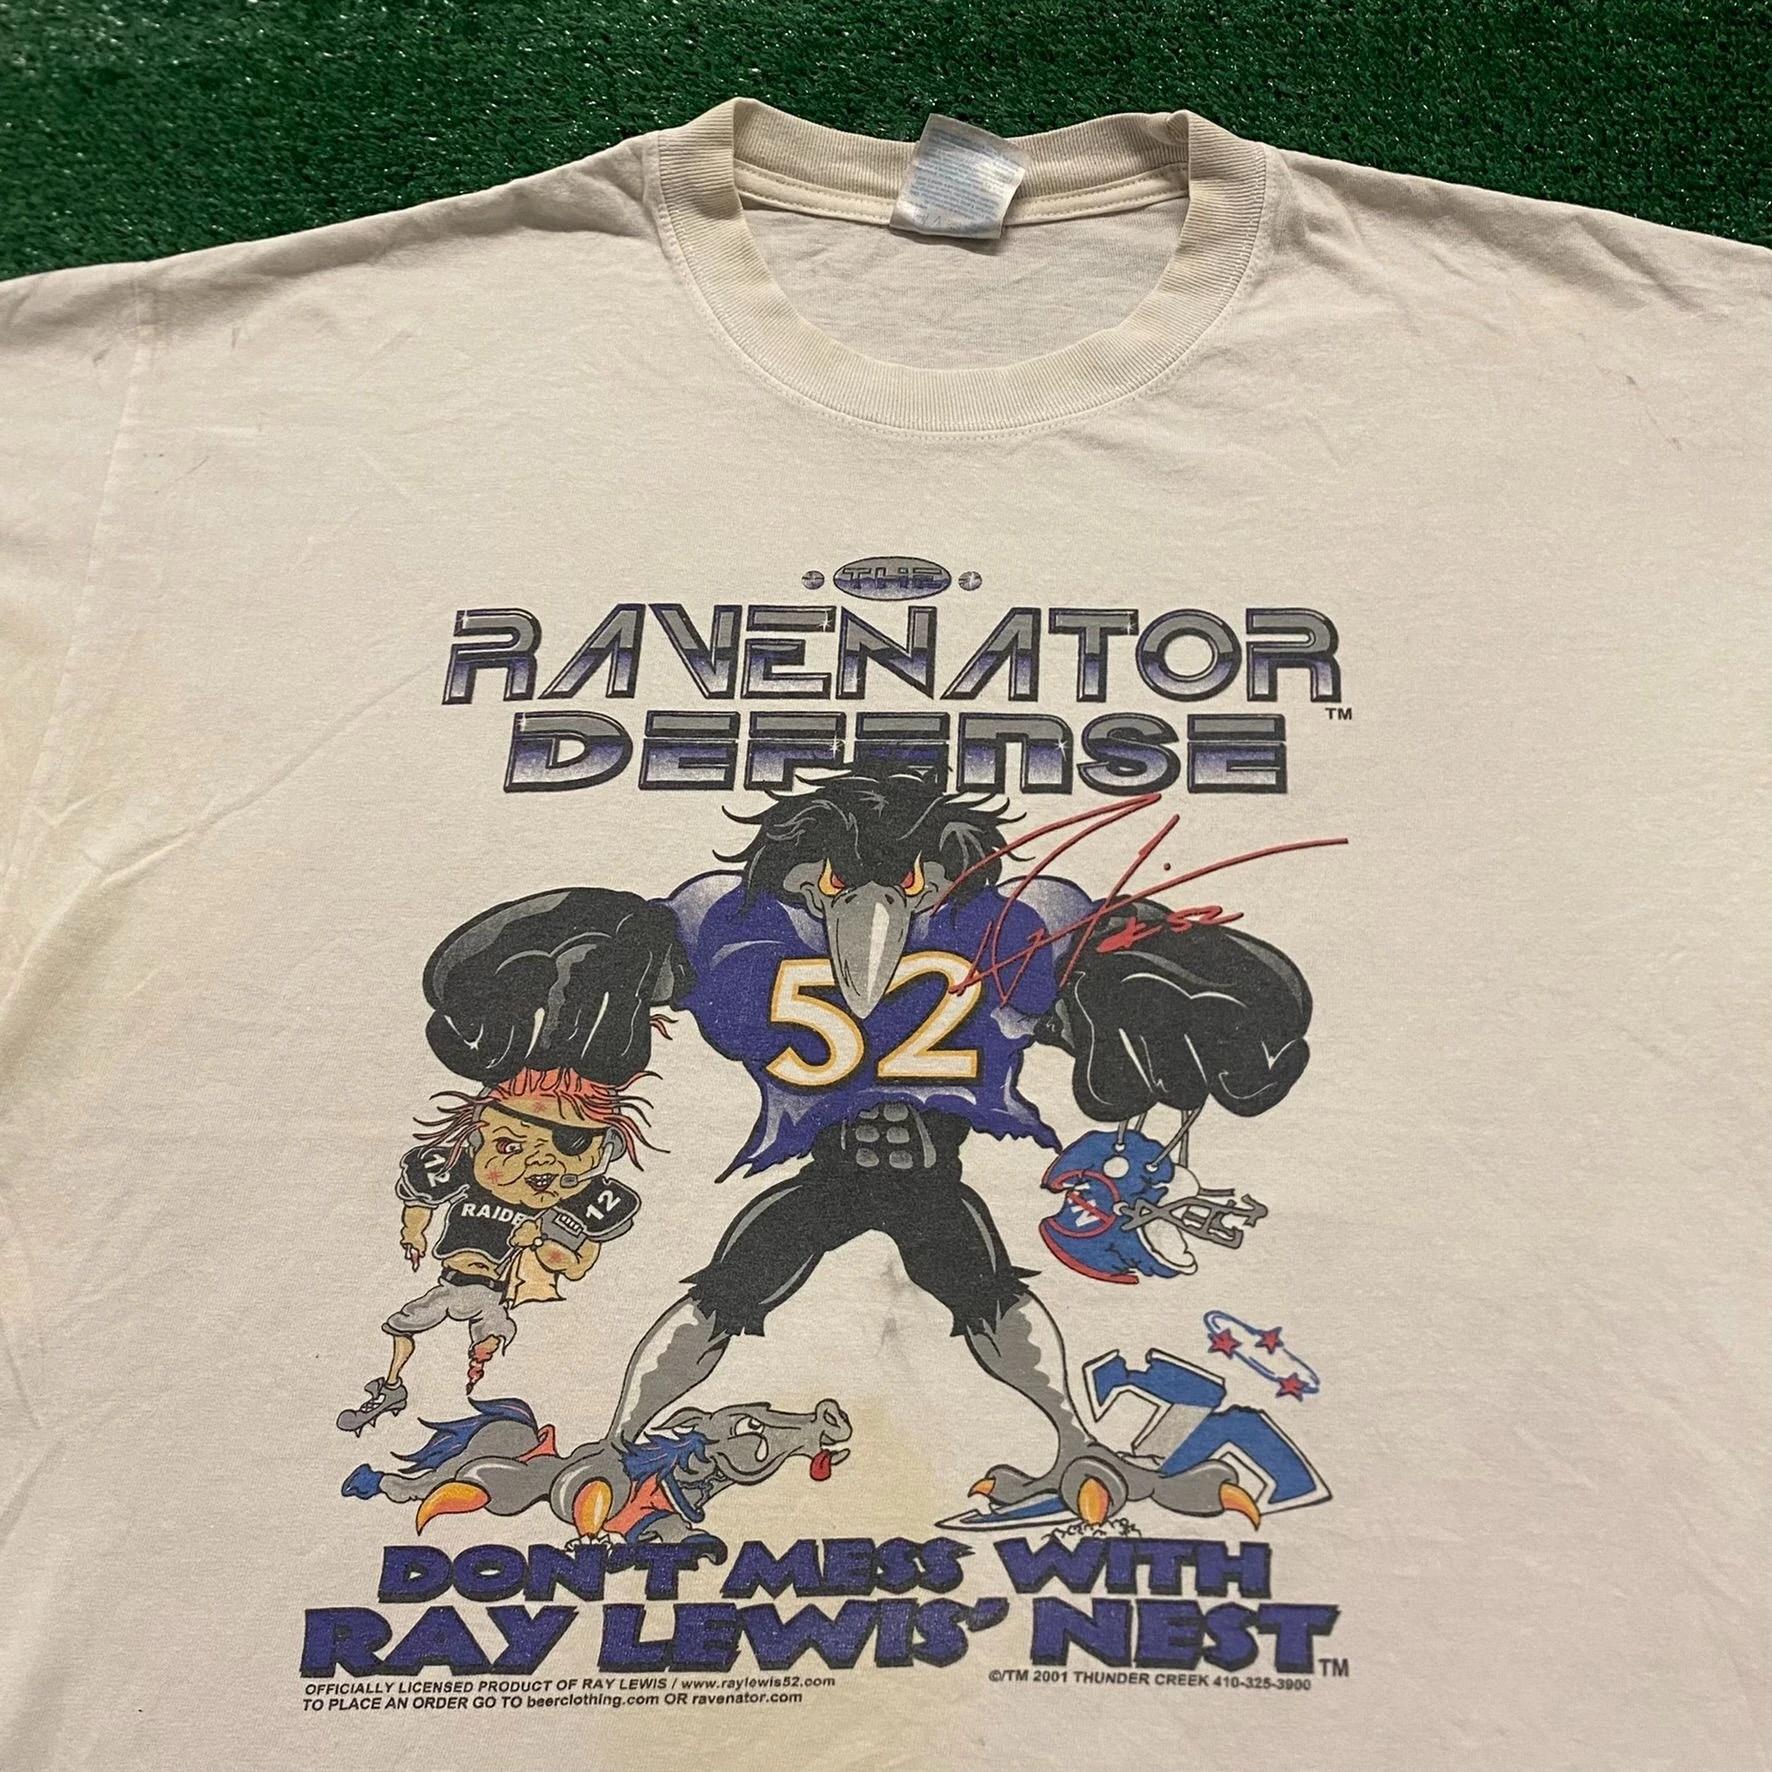 THE
RAVENATOR
DEFENSE
TM
52
52
12
RAIDE
12
DON'T MESS WITH
RAY LEWIS' NEST
TM
OFFICIALLY LICENSED PRODUCT OF RAY LEWIS / www.raylewis52.com
TO PLACE AN ORDER GO TO beerclothing.com OR ravenator.com
©/TM 2001 THUNDER CREEK 410-325-3900